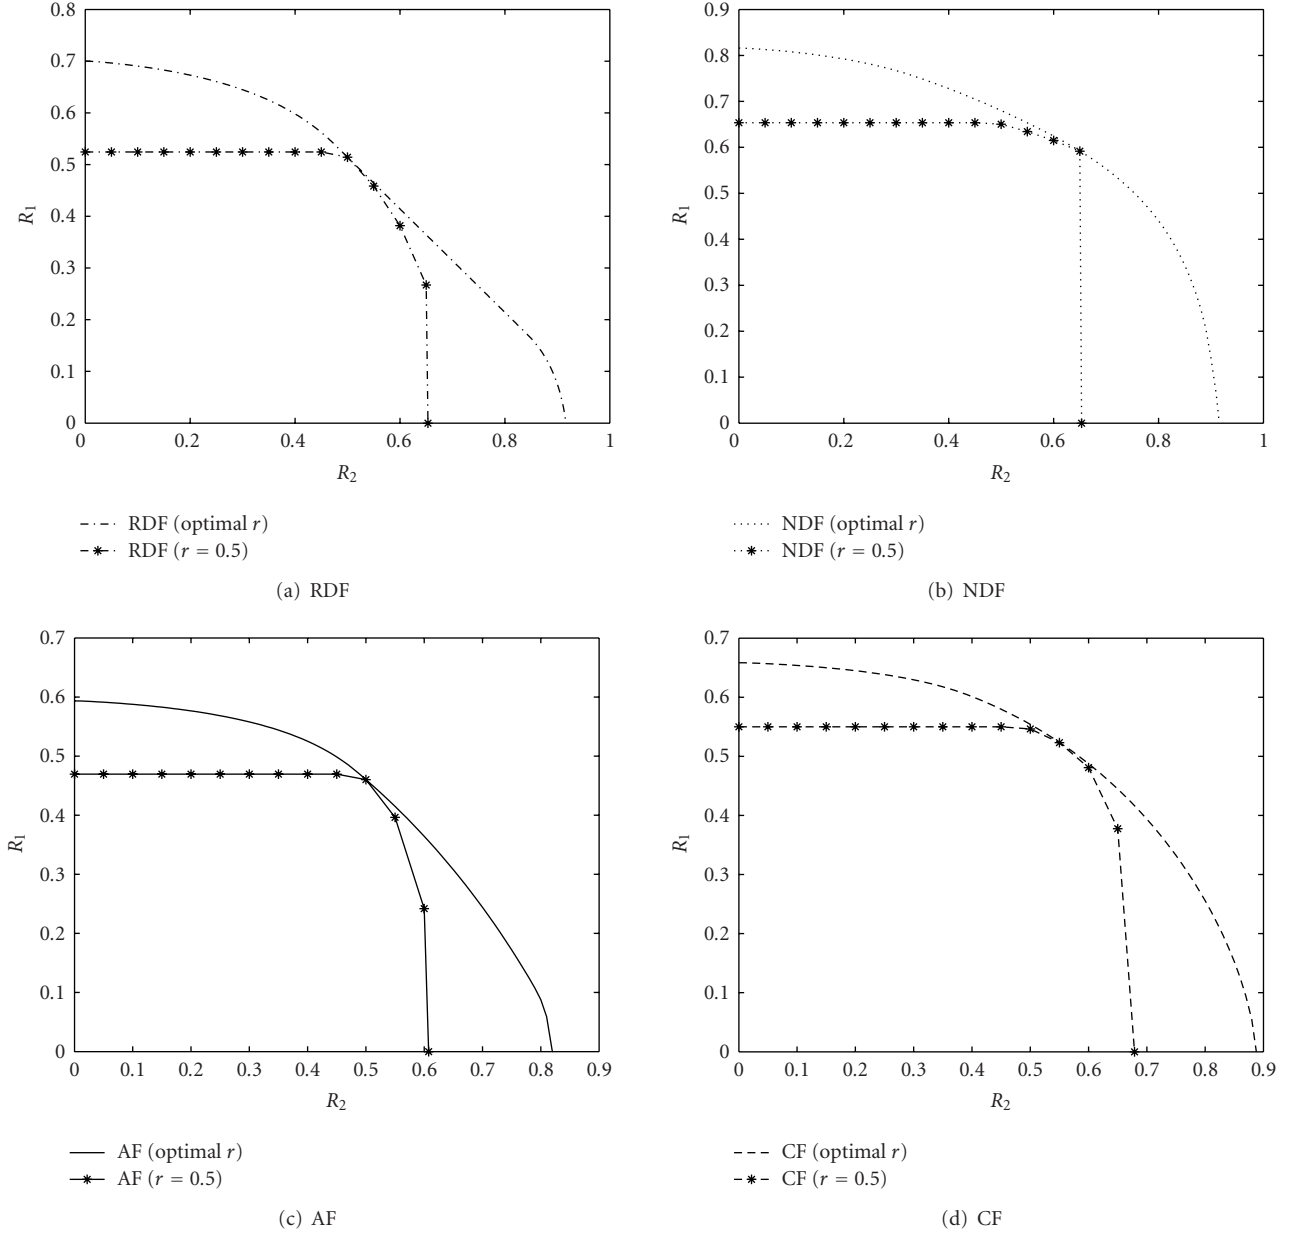 0.8
0.7
0.6
0.5
0.4
0.3
0.2
0.1
0
R1
0 0.2 0.4 0.6 0.8 1
R2
RDF (optimal r)
RDF (r = 0.5)
(a) RDF
0.9
0.8
0.7
0.6
0.5
0.4
0.3
0.2
0.1
0
R1
0 0.2 0.4 0.6 0.8 1
R2
NDF (optimal r)
NDF (r = 0.5)
(b) NDF
0.7
0.6
0.5
0.4
0.3
0.2
0.1
0
R1
0 0.1 0.2 0.3 0.4 0.5 0.6 0.7 0.8 0.9
R2
AF (optimal r)
AF (r = 0.5)
(c) AF
0.7
0.6
0.5
0.4
0.3
0.2
0.1
0
R1
0 0.1 0.2 0.3 0.4 0.5 0.6 0.7 0.8 0.9
R2
CF (optimal r)
CF (r = 0.5)
(d) CF